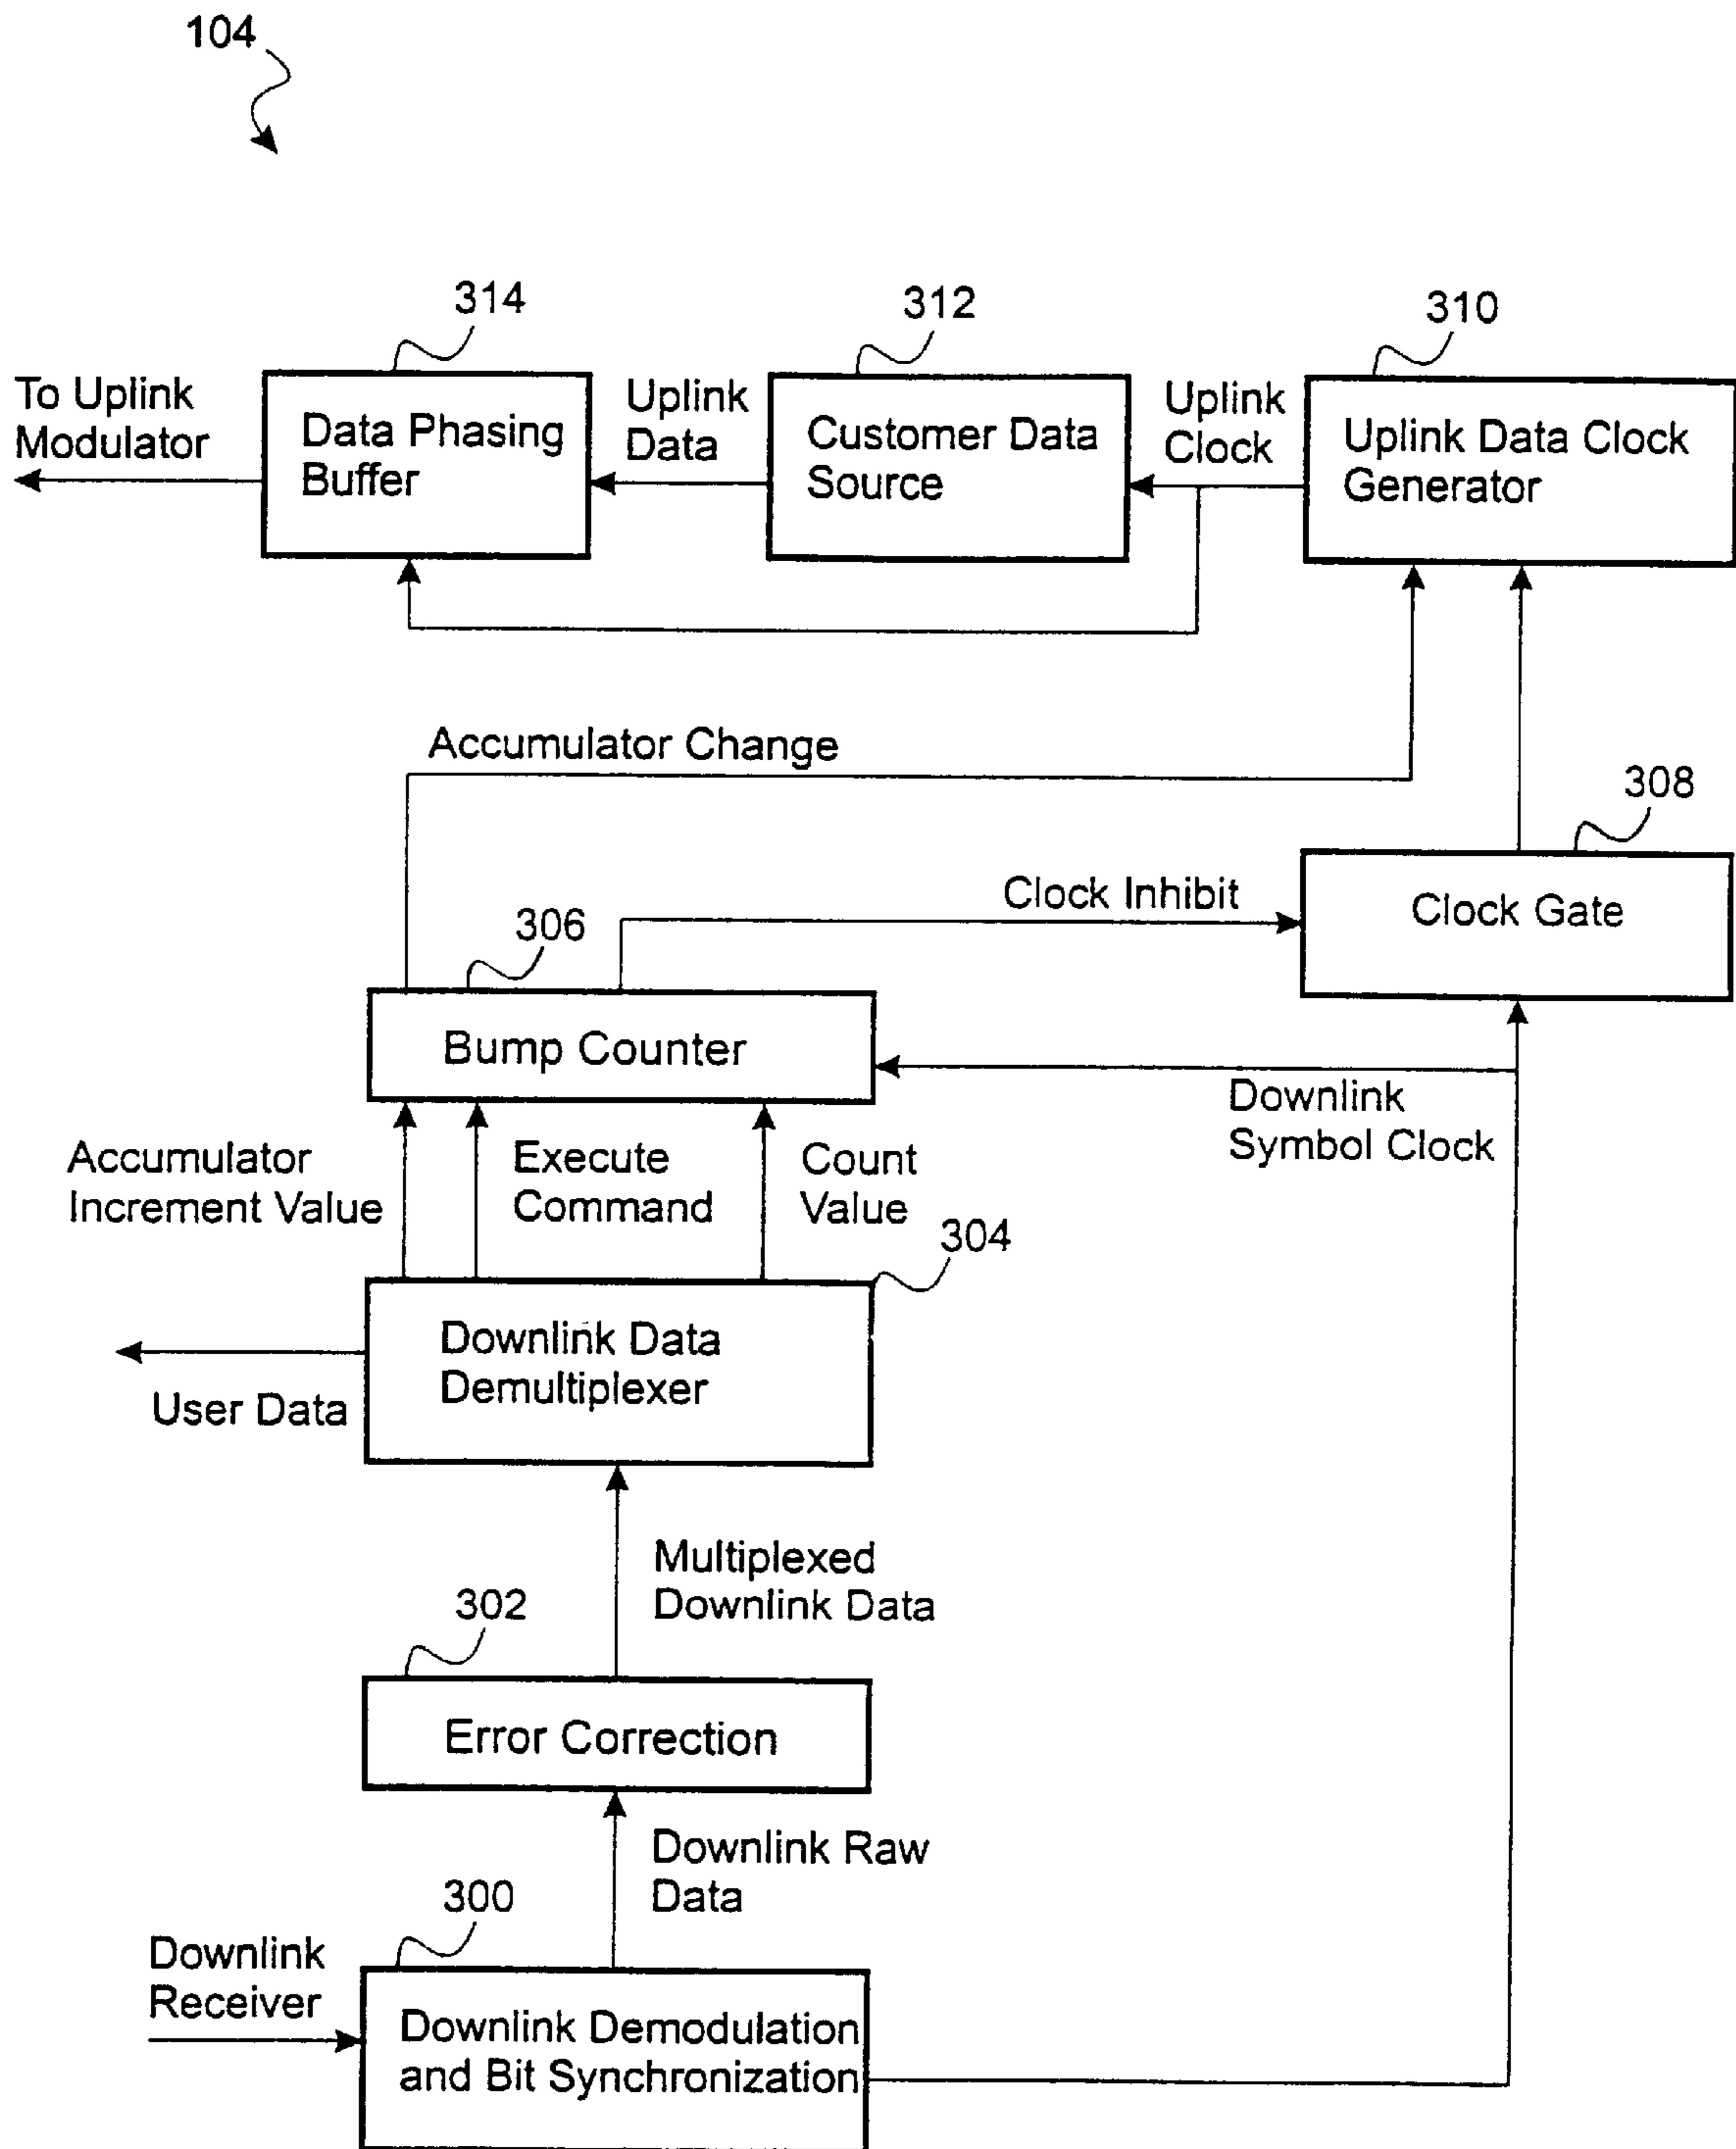 104
314
312
310
To Uplink
Modulator
Data Phasing
Buffer
Uplink
Data
Customer Data
Source
Uplink
Clock
Uplink Data Clock
Generator
Accumulator Change
308
Clock Inhibit
Clock Gate
306
Bump Counter
Downlink
Symbol Clock
Accumulator
Increment Value
Execute
Command
Count
Value
304
Downlink Data
Demultiplexer
User Data
Multiplexed
Downlink Data
302
Error Correction
Downlink Raw
Data
300
Downlink
Receiver
Downlink Demodulation
and Bit Synchronization